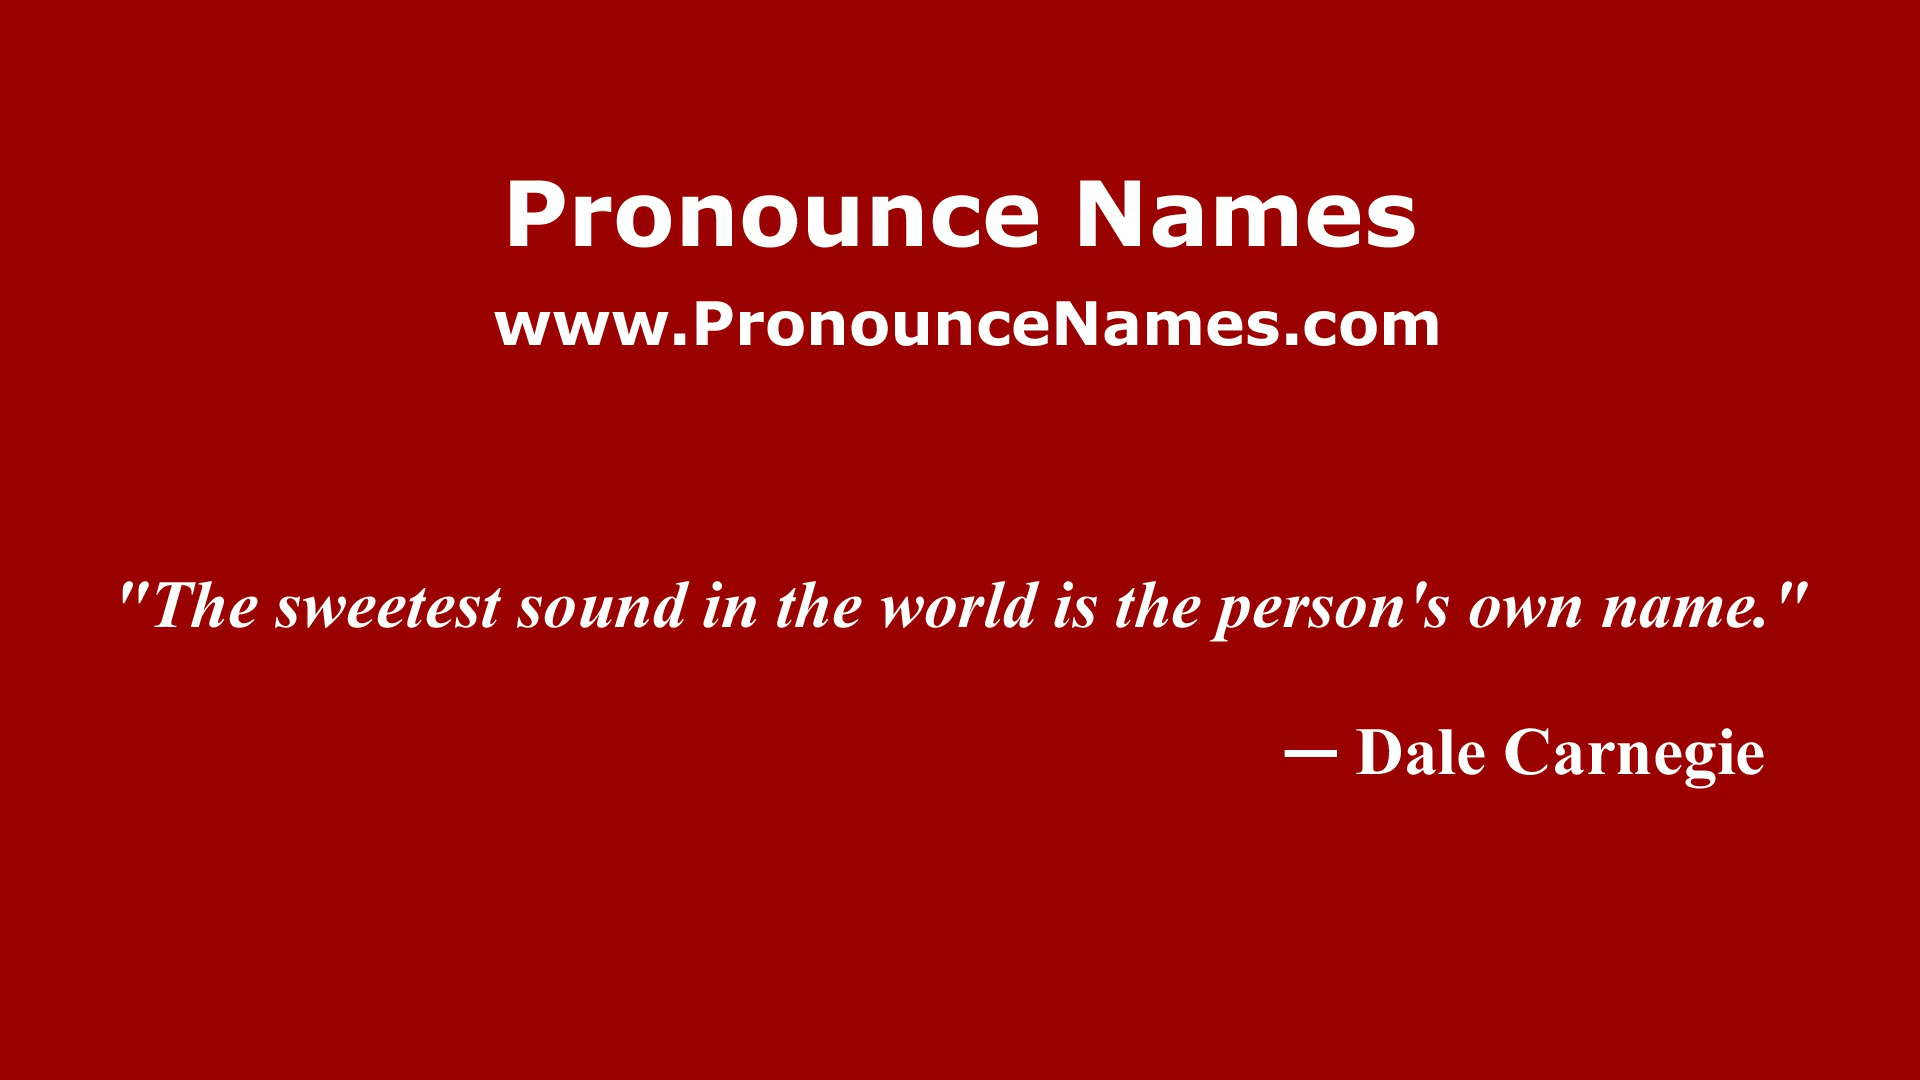 Pronounce Names
www.PronounceNames.com
"The sweetest sound in the world is the person's own name."
— Dale Carnegie